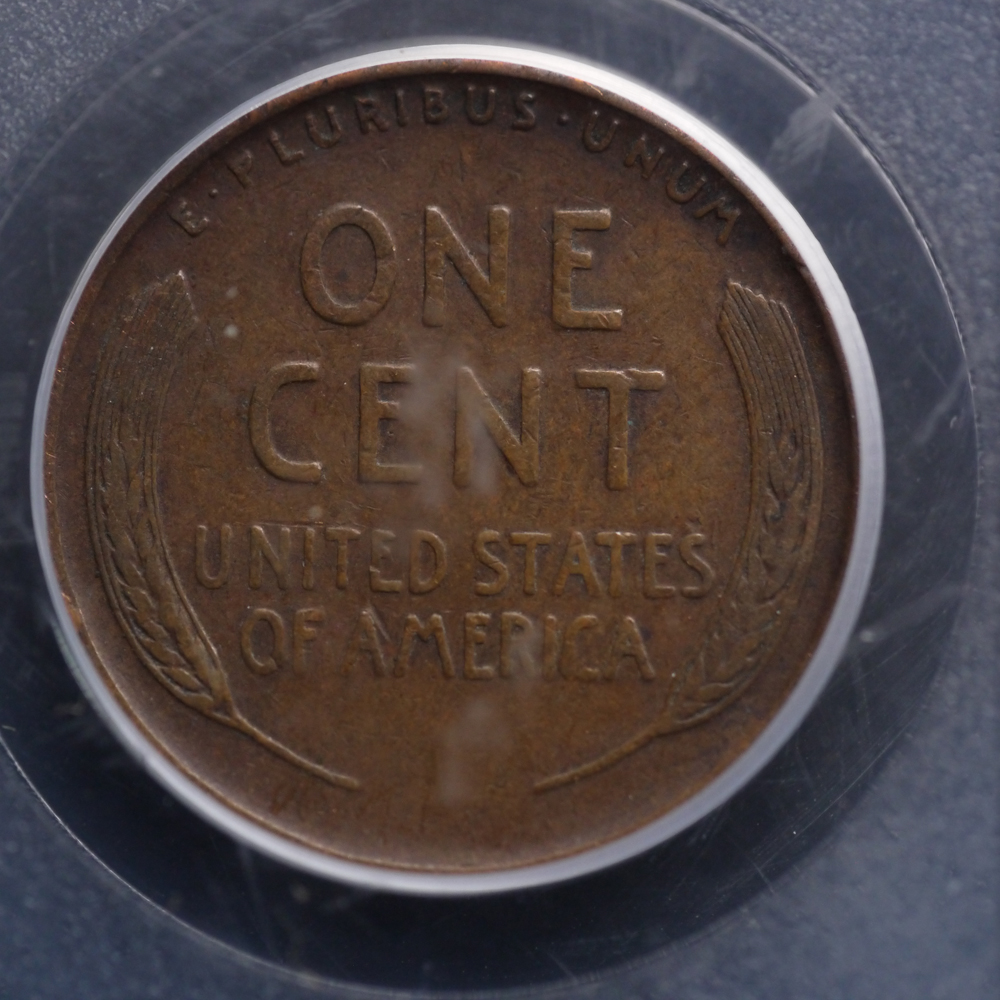 E·PLURIBUS·UNUM
ONE
CENT
UNITED STATES
OF AMERICA